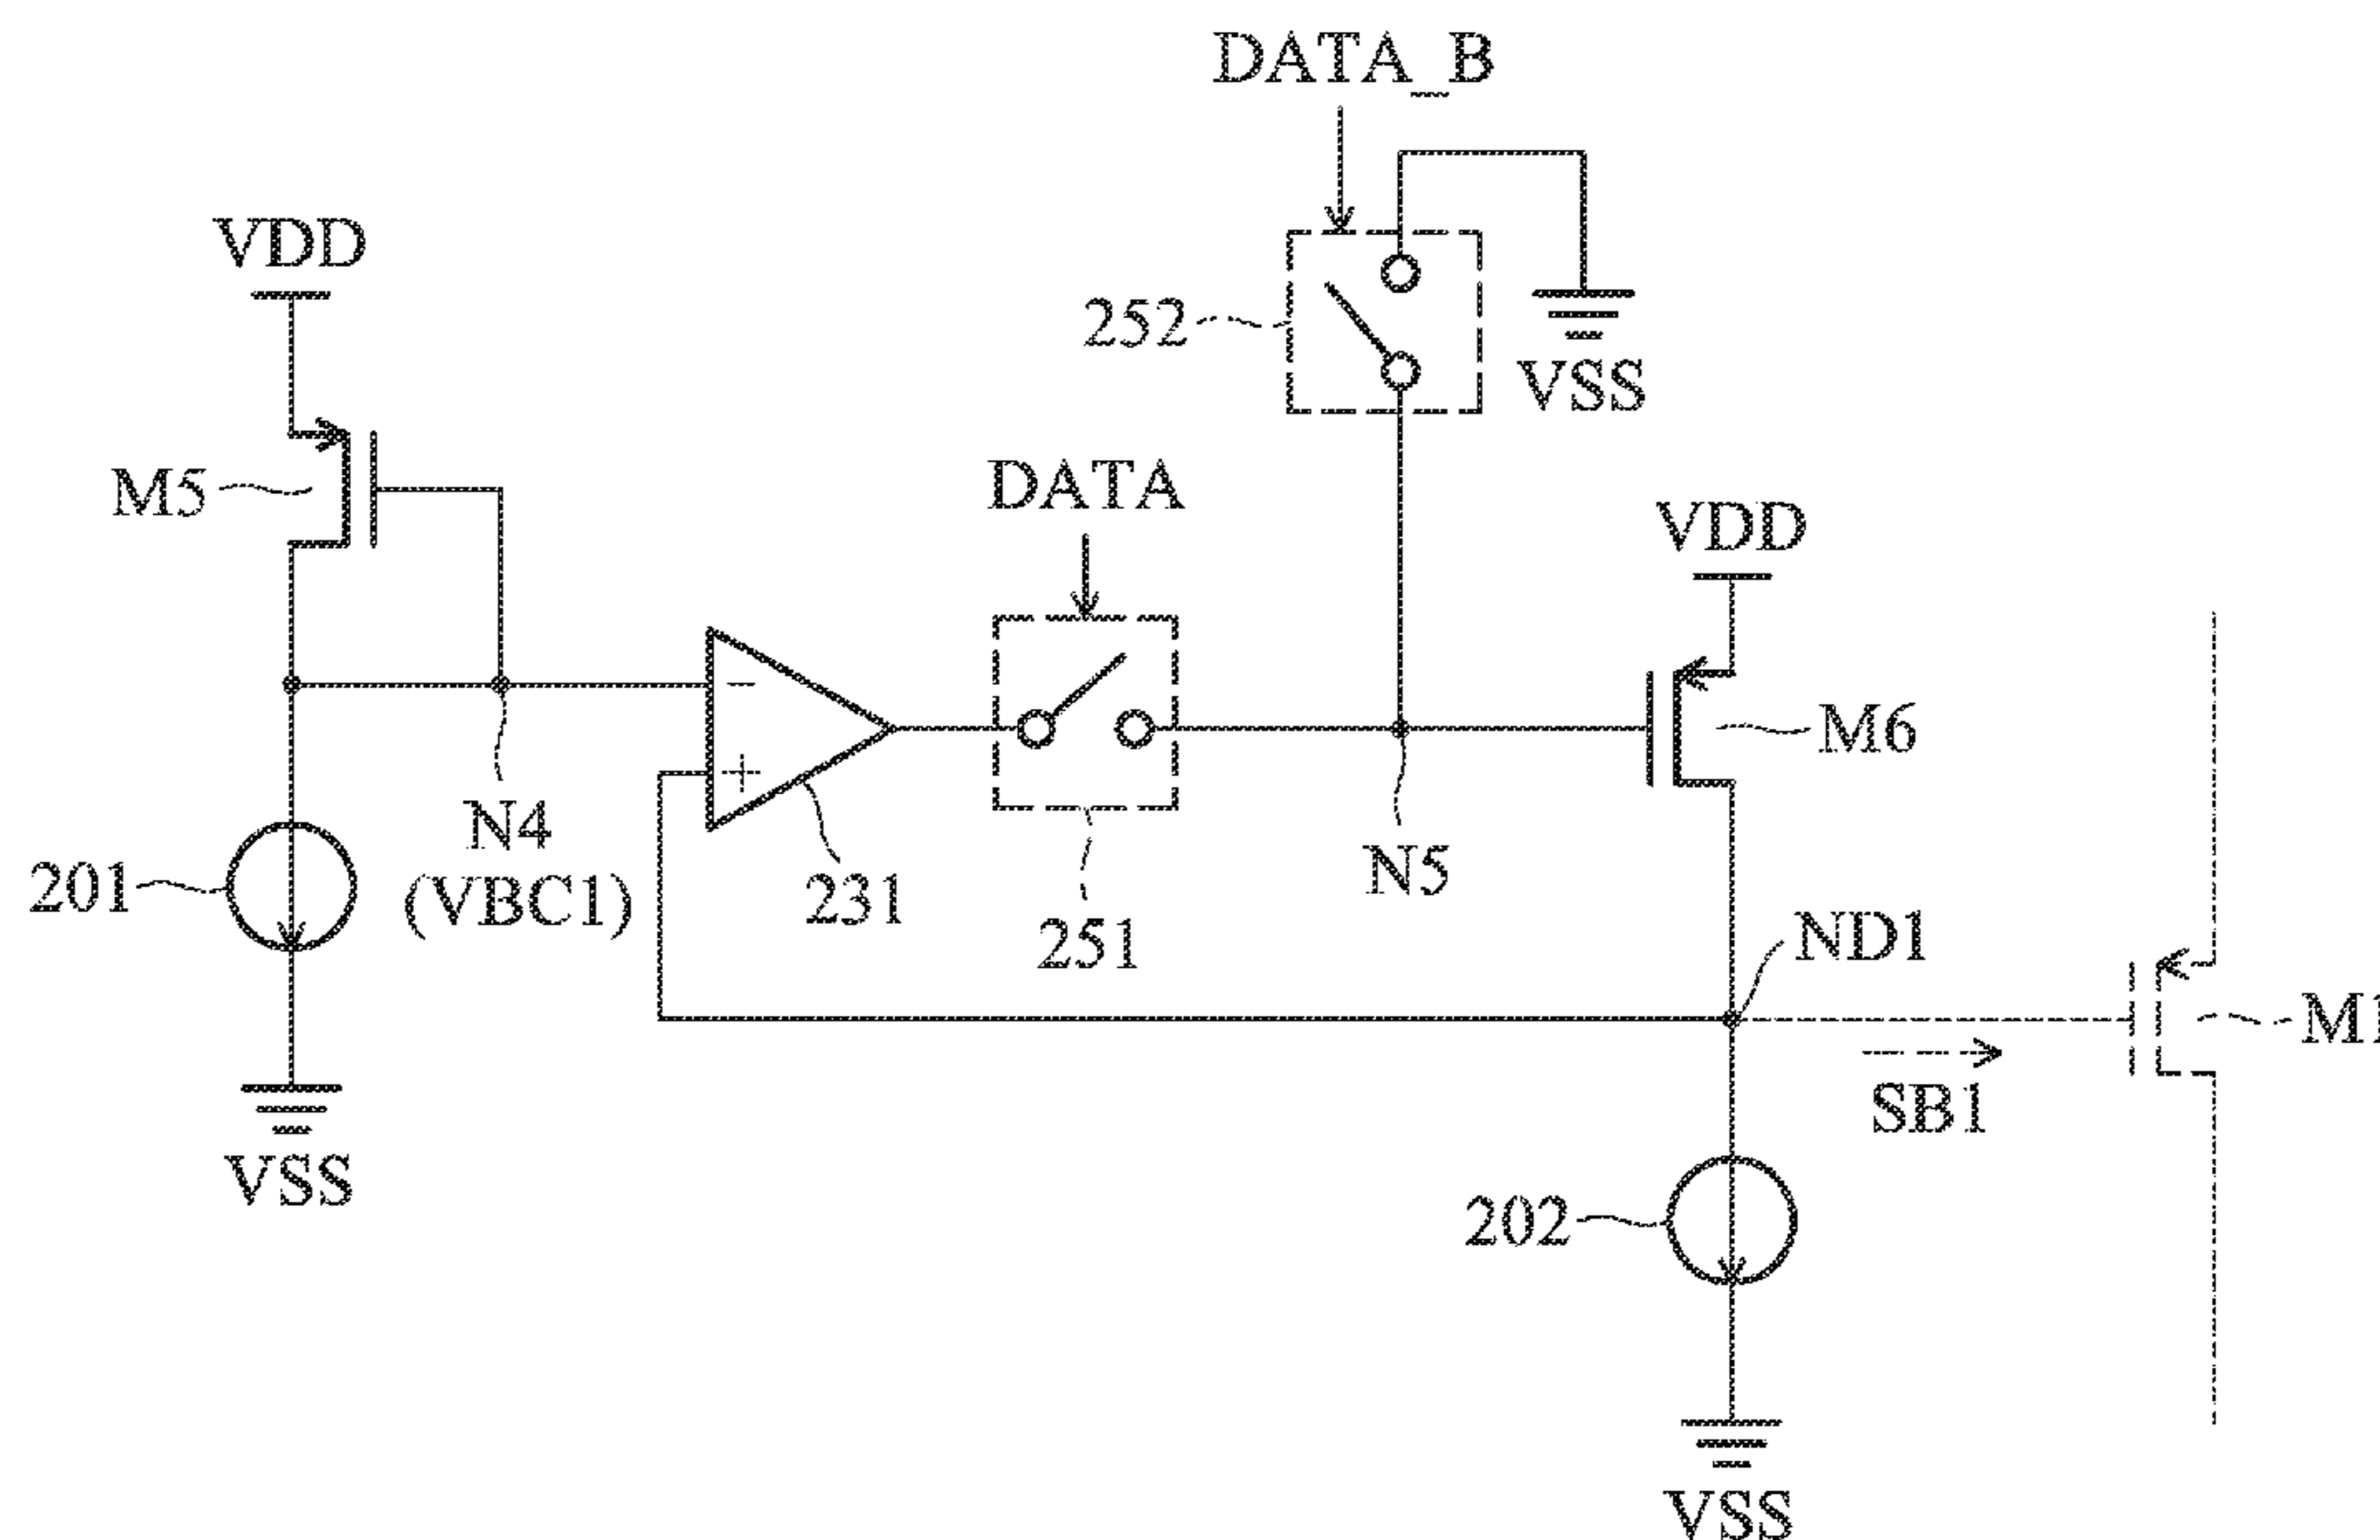 DATA_B
VDD
252
VSS
M5
DATA
VDD
−
M6
+
N4
(VBC1)
201
231
N5
251
ND1
M1
SB1
VSS
202
VSS